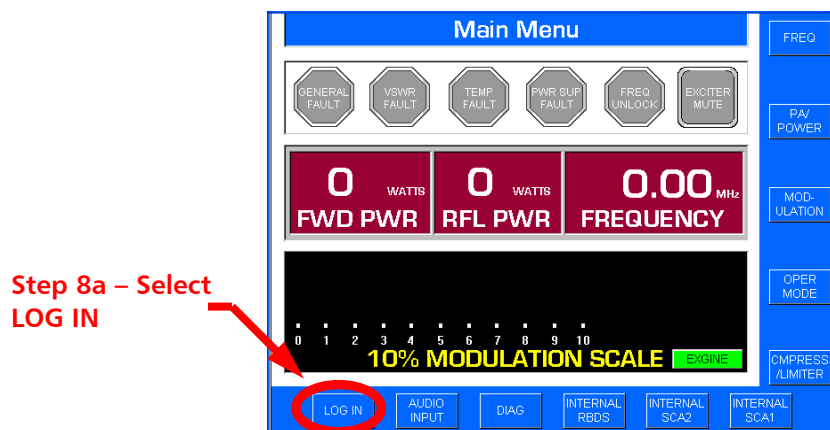 Main Menu
FREQ
GENERAL
FAULT
VSWR
FAULT
TEMP
FAULT
PWR SUP
FAULT
FREQ
UNLOCK
EXCITER
MUTE
PA/
POWER
0 WATTS
FWD PWR
0 WATTS
RFL PWR
0.00 MHz
FREQUENCY
MOD-
ULATION
Step 8a – Select
LOG IN
OPER
MODE
0 1 2 3 4 5 6 7 8 9 10
10% MODULATION SCALE
EXGINE
CMPRESS
/LIMITER
LOG IN
AUDIO
INPUT
DIAG
INTERNAL
RBDS
INTERNAL
SCA2
INTERNAL
SCA1